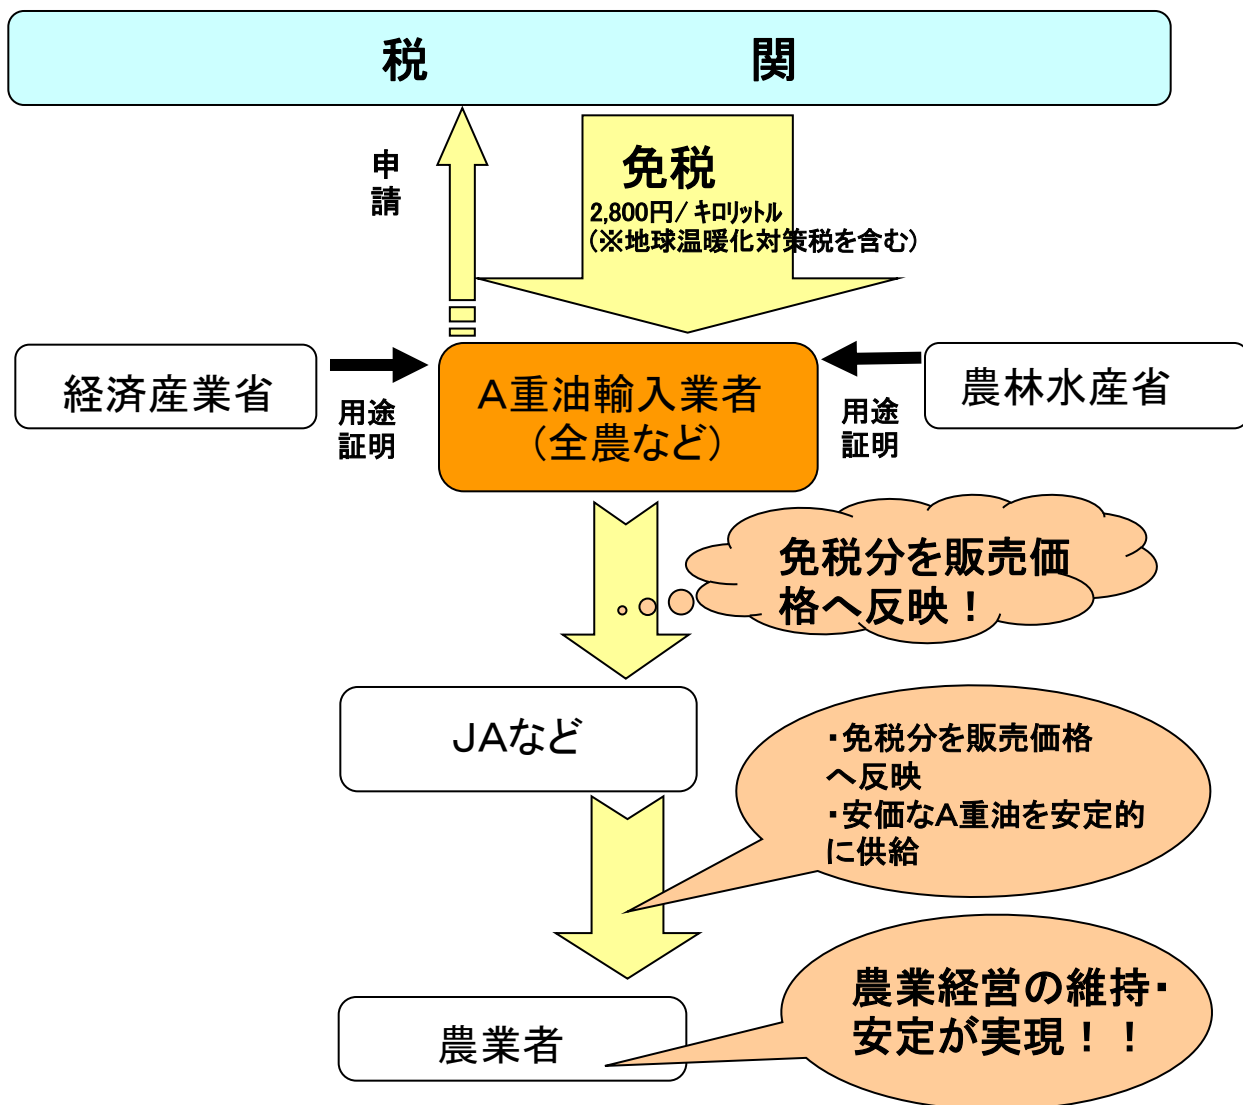 税 関
申
請
免税
2,800円/キロリットル
(※地球温暖化対策税を含む)
経済産業省
用途
証明
A重油輸入業者
(全農など)
農林水産省
用途
証明
免税分を販売価
格へ反映！
JAなど
・免税分を販売価格
へ反映
・安価なA重油を安定的
に供給
農業者
農業経営の維持・
安定が実現！！